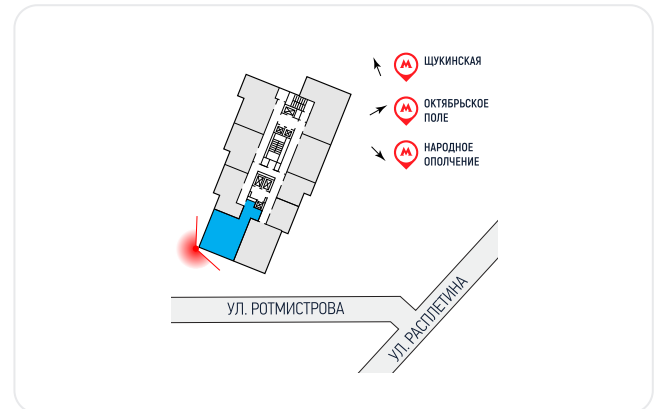 ЩУКИНСКАЯ
ОКТЯБРЬСКОЕ
ПОЛЕ
НАРОДНОЕ
ОПОЛЧЕНИЕ
УЛ. РОТМИСТРОВА
УЛ. РАСПЛЕТИНА